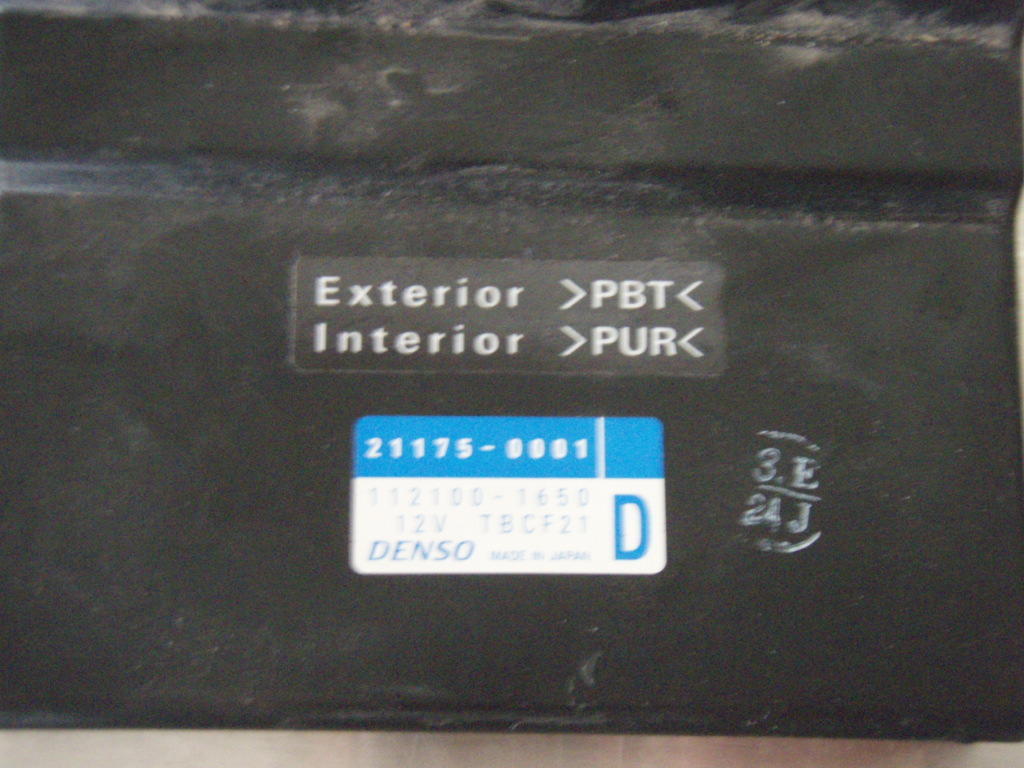 Exterior >PBT<
Interior >PUR<
21175-0001
112100-1650
12V TBCF21
D
DENSO MADE IN JAPAN
3.E
24J